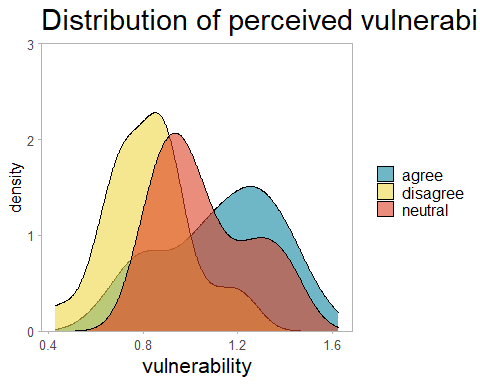 Distribution of perceived vulnerabi
3
2
1
0
density
0.4 0.8 1.2 1.6
vulnerability
agree
disagree
neutral